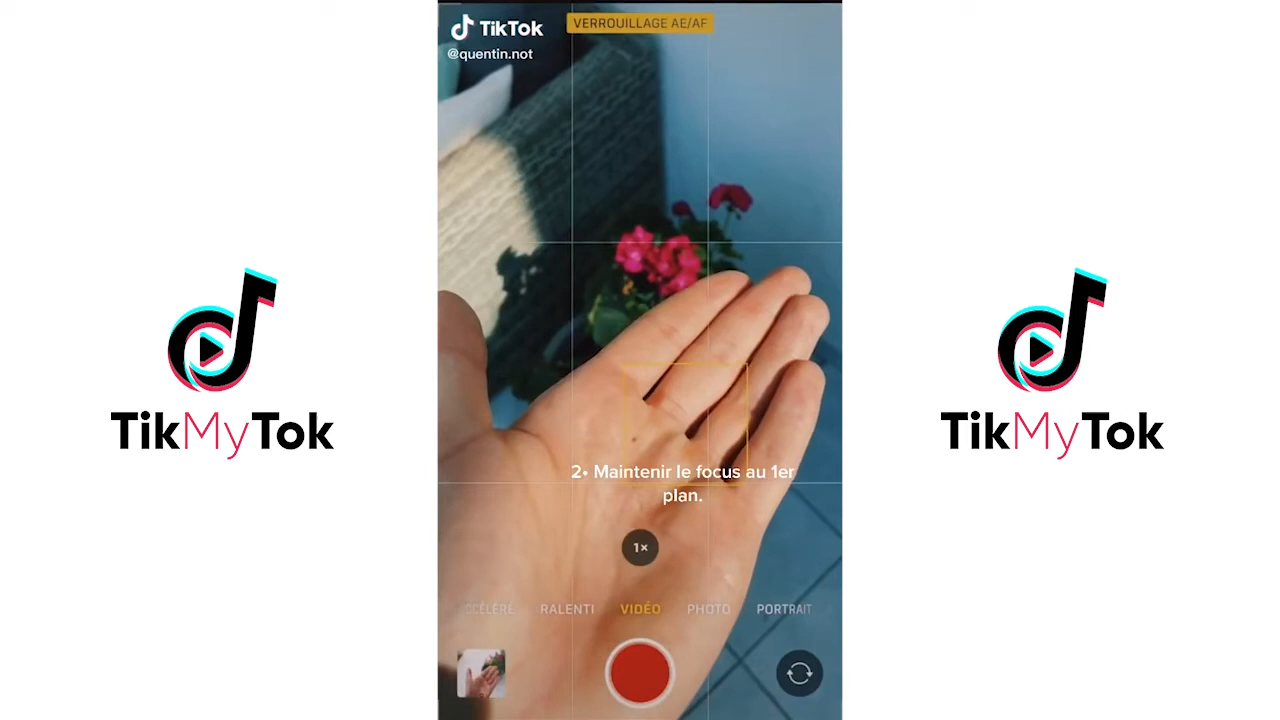 TikTok
@quentin.not
VERROUILLAGE AE/AF
TikMyTok
TikMyTok
2• Maintenir le focus au 1er
plan.
1×
CCÉLÉRÉ
RALENTI
VIDÉO
PHOTO
PORTRAIT